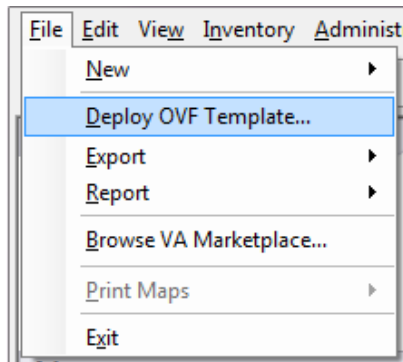 File Edit View Inventory Administ
New
Deploy OVF Template...
Export
Report
Browse VA Marketplace...
Print Maps
Exit